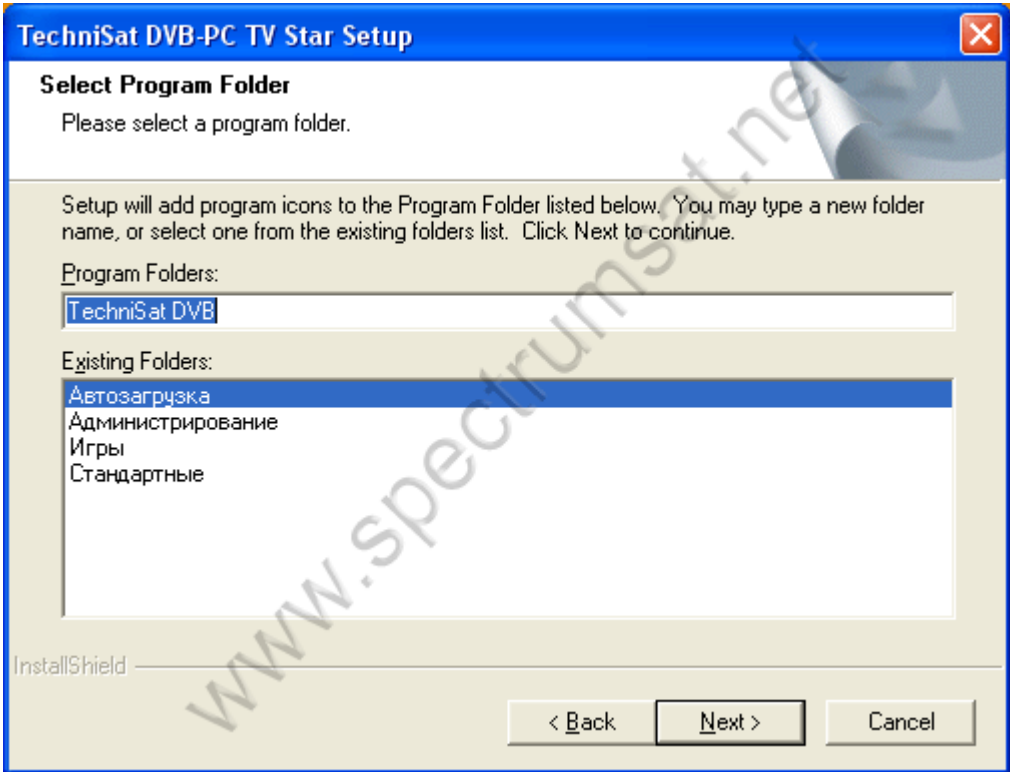 TechniSat DVB-PC TV Star Setup
Select Program Folder
Please select a program folder.
Setup will add program icons to the Program Folder listed below. You may type a new folder
name, or select one from the existing folders list. Click Next to continue.
Program Folders:
TechniSat DVB
Existing Folders:
Автозагрузка
Администрирование
Игры
Стандартные
www.spectrumsat.net
InstallShield
< Back
Next >
Cancel